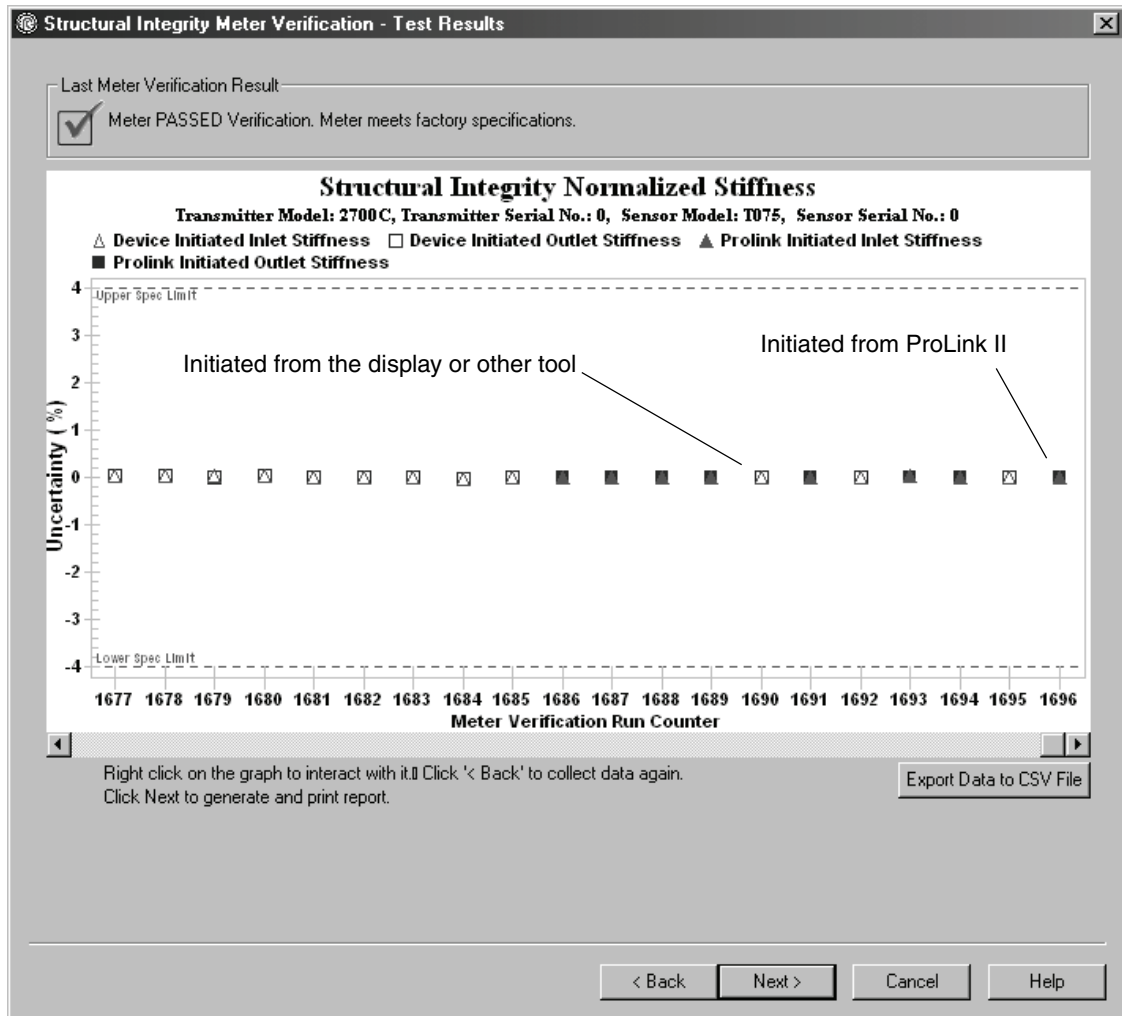 Structural Integrity Meter Verification - Test Results
Last Meter Verification Result
Meter PASSED Verification. Meter meets factory specifications.
Structural Integrity Normalized Stiffness
Transmitter Model: 2700C, Transmitter Serial No.: 0, Sensor Model: T075, Sensor Serial No.: 0
Device Initiated Inlet Stiffness Device Initiated Outlet Stiffness Prolink Initiated Inlet Stiffness
Prolink Initiated Outlet Stiffness
4
Upper Spec Limit
3
Initiated from the display or other tool
Initiated from ProLink II
2
1
0
-1
-2
-3
Lower Spec Limit
-4
Uncertainty (%)
1677 1678 1679 1680 1681 1682 1683 1684 1685 1686 1687 1688 1689 1690 1691 1692 1693 1694 1695 1696
Meter Verification Run Counter
Right click on the graph to interact with it. Click '< Back' to collect data again.
Click Next to generate and print report.
Export Data to CSV File
< Back Next > Cancel Help